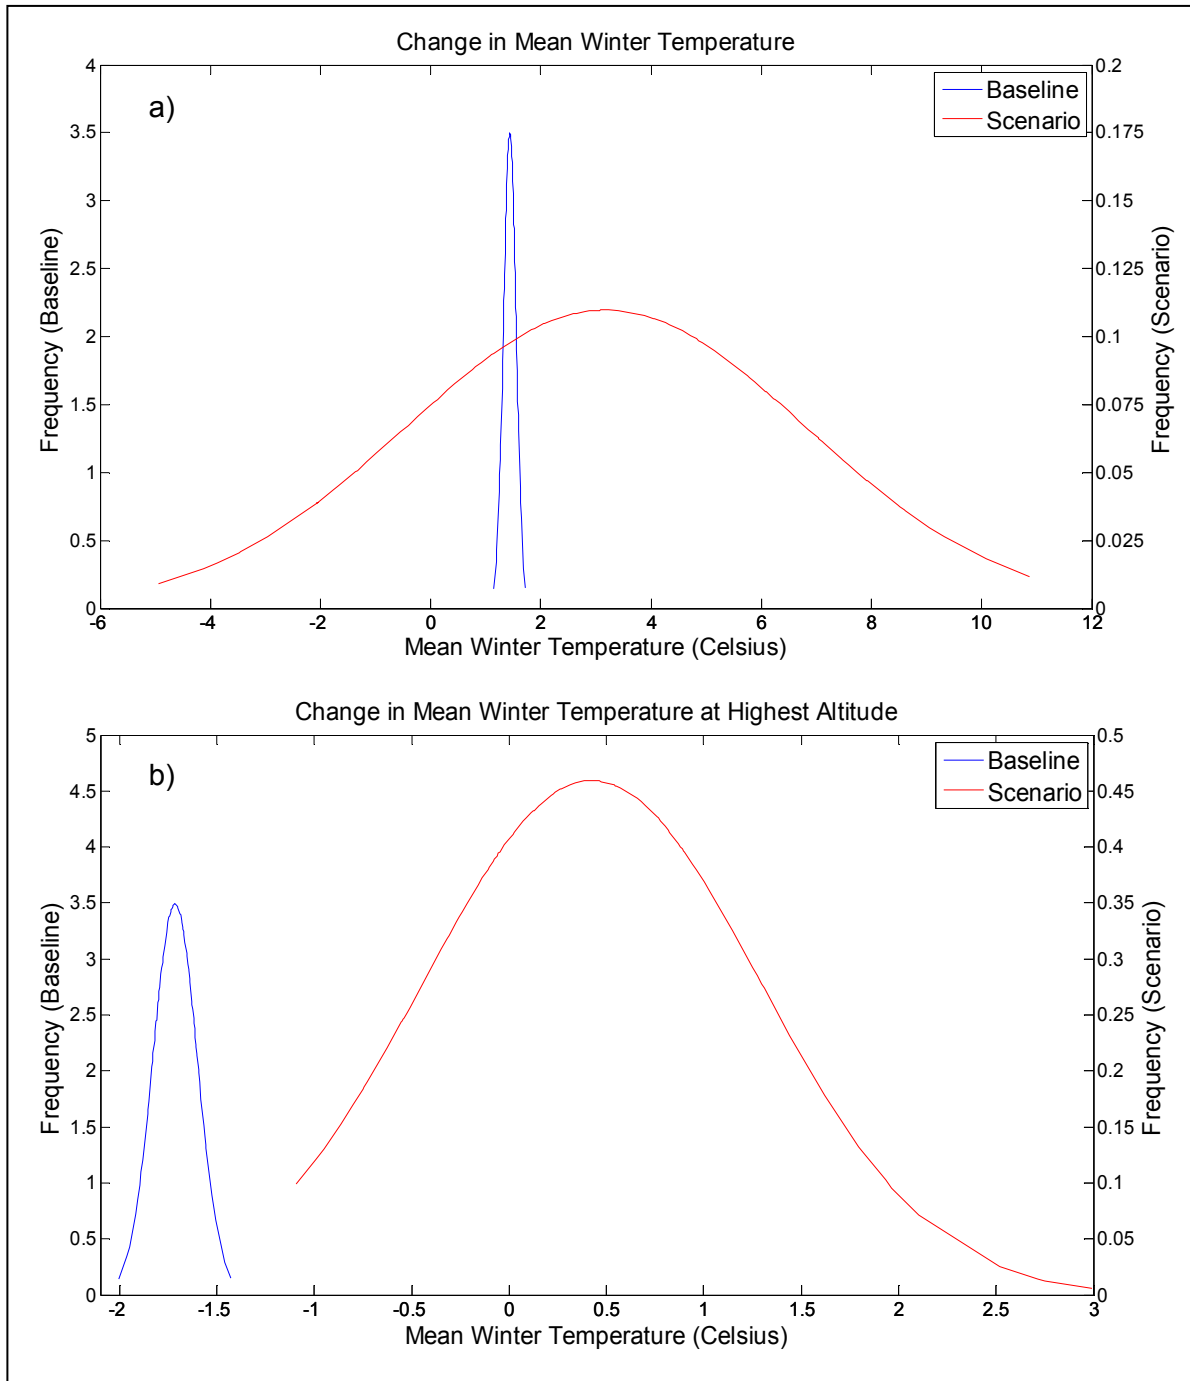 Change in Mean Winter Temperature
a)
Baseline
Scenario
Frequency (Baseline)
4
3.5
3
2.5
2
1.5
1
0.5
0
Frequency (Scenario)
0.2
0.175
0.15
0.125
0.1
0.075
0.05
0.025
0
-6 -4 -2 0 2 4 6 8 10 12
Mean Winter Temperature (Celsius)
Change in Mean Winter Temperature at Highest Altitude
b)
Baseline
Scenario
Frequency (Baseline)
5
4.5
4
3.5
3
2.5
2
1.5
1
0.5
0
Frequency (Scenario)
0.5
0.45
0.4
0.35
0.3
0.25
0.2
0.15
0.1
0.05
0
-2 -1.5 -1 -0.5 0 0.5 1 1.5 2 2.5 3
Mean Winter Temperature (Celsius)